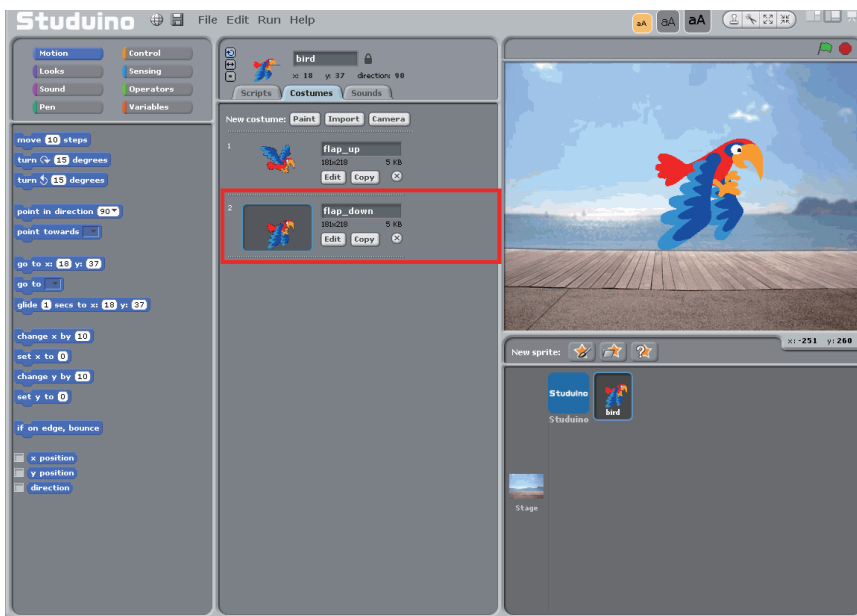 Studuino File Edit Run Help aA aA aA
Motion Control
Looks Sensing
Sound Operators
Pen Variables
move 10 steps
turn 15 degrees
turn 15 degrees
point in direction 90
point towards
go to x: 18 y: 37
go to
glide 1 secs to x: 18 y: 37
change x by 10
set x to 0
change y by 10
set y to 0
if on edge, bounce
x position
y position
direction
bird
x: 18 y: 37 direction: 90
Scripts Costumes Sounds
New costume: Paint Import Camera
1
flap_up
181x218 5 KB
Edit Copy
2
flap_down
181x218 5 KB
Edit Copy
x: -251 y: 260
New sprite:
Studuino
Studuino
bird
Stage